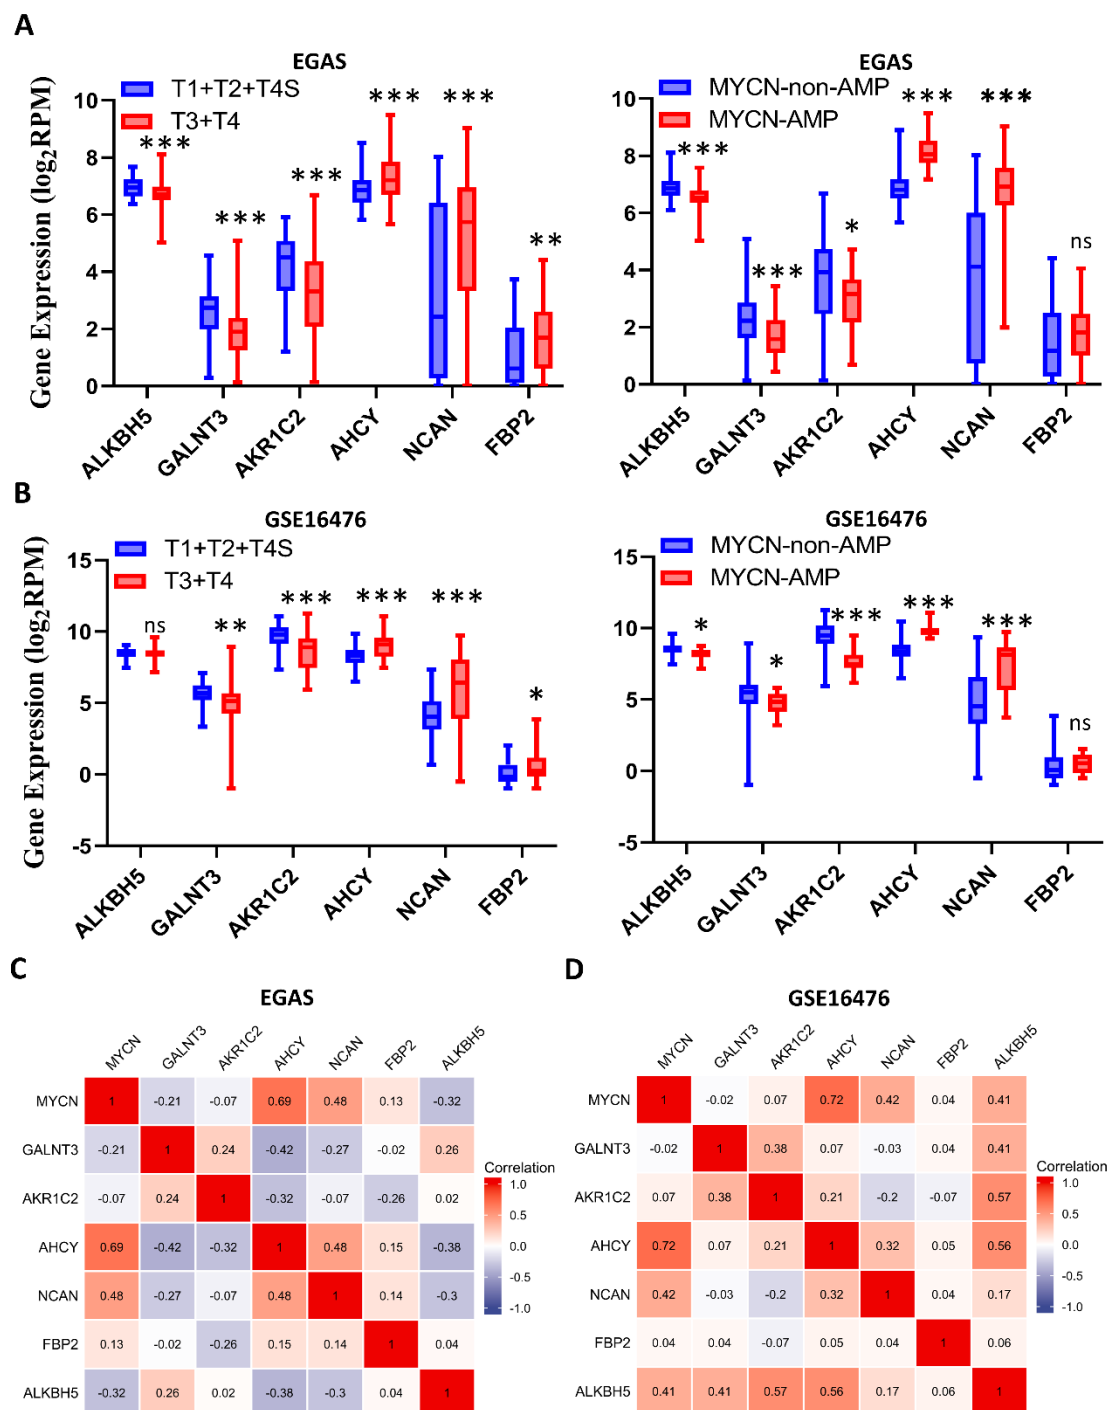 A
EGAS
T1+T2+T4S
T3+T4
Gene Expression (log2RPM)
10
8
6
4
2
0
*** *** *** *** *** **
ALKBH5 GALNT3 AKR1C2 AHCY NCAN FBP2
EGAS
MYCN-non-AMP
MYCN-AMP
10
8
6
4
2
0
*** *** * *** *** ns
ALKBH5 GALNT3 AKR1C2 AHCY NCAN FBP2
B
GSE16476
T1+T2+T4S
T3+T4
Gene Expression (log2RPM)
15
10
5
0
-5
ns ** *** *** *** *
ALKBH5 GALNT3 AKR1C2 AHCY NCAN FBP2
GSE16476
MYCN-non-AMP
MYCN-AMP
15
10
5
0
-5
* * *** *** *** ns
ALKBH5 GALNT3 AKR1C2 AHCY NCAN FBP2
C
EGAS
MYCN GALNT3 AKR1C2 AHCY NCAN FBP2 ALKBH5
MYCN 1 -0.21 -0.07 0.69 0.48 0.13 -0.32
GALNT3 -0.21 1 0.24 -0.42 -0.27 -0.02 0.26
AKR1C2 -0.07 0.24 1 -0.32 -0.07 -0.26 0.02
AHCY 0.69 -0.42 -0.32 1 0.48 0.15 -0.38
NCAN 0.48 -0.27 -0.07 0.48 1 0.14 -0.3
FBP2 0.13 -0.02 -0.26 0.15 0.14 1 0.04
ALKBH5 -0.32 0.26 0.02 -0.38 -0.3 0.04 1
Correlation
1.0
0.5
0.0
-0.5
-1.0
D
GSE16476
MYCN GALNT3 AKR1C2 AHCY NCAN FBP2 ALKBH5
MYCN 1 -0.02 0.07 0.72 0.42 0.04 0.41
GALNT3 -0.02 1 0.38 0.07 -0.03 0.04 0.41
AKR1C2 0.07 0.38 1 0.21 -0.2 -0.07 0.57
AHCY 0.72 0.07 0.21 1 0.32 0.05 0.56
NCAN 0.42 -0.03 -0.2 0.32 1 0.04 0.17
FBP2 0.04 0.04 -0.07 0.05 0.04 1 0.06
ALKBH5 0.41 0.41 0.57 0.56 0.17 0.06 1
Correlation
1.0
0.5
0.0
-0.5
-1.0